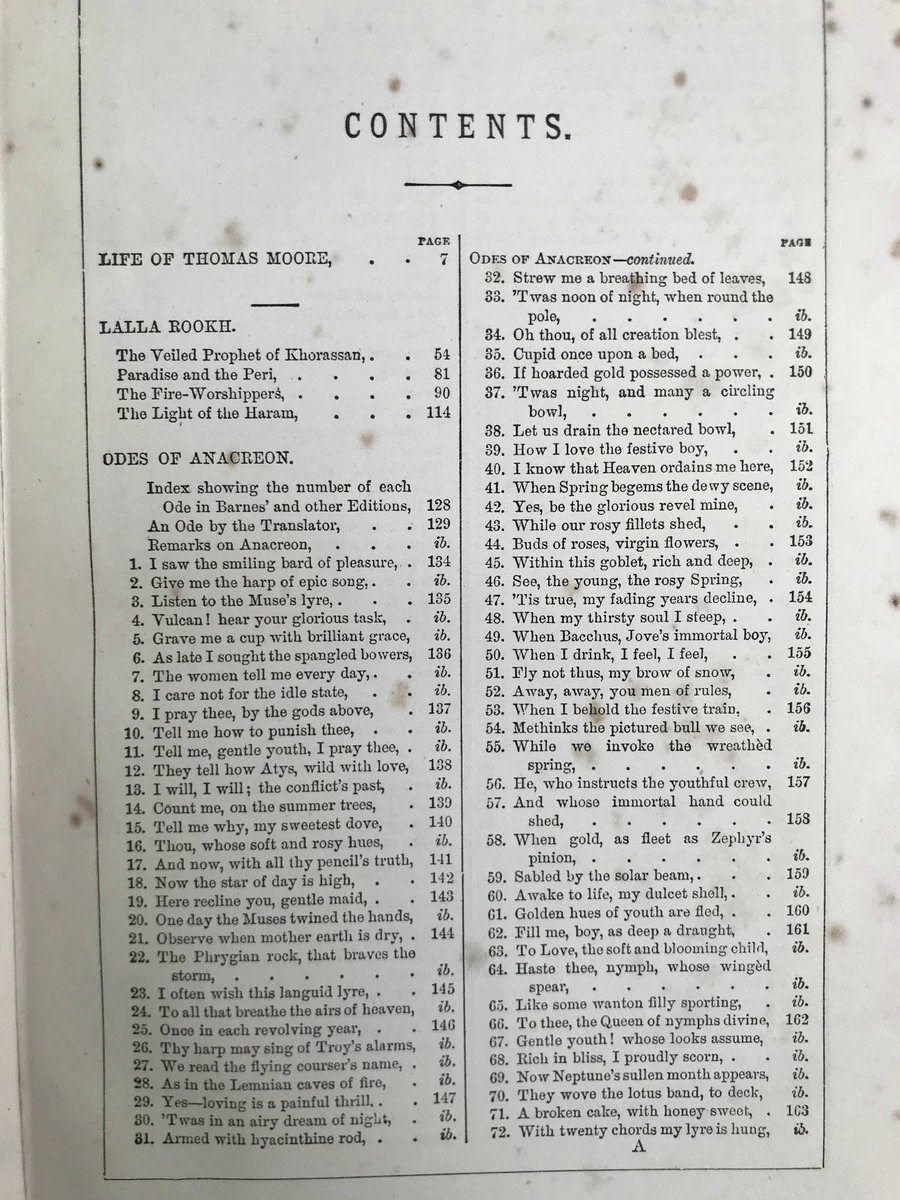 CONTENTS.
PAGE
LIFE OF THOMAS MOORE, . . 7
LALLA ROOKH.
The Veiled Prophet of Khorassan, . . 54
Paradise and the Peri, . . . . 81
The Fire-Worshippers, . . . . 90
The Light of the Haram, . . . 114
ODES OF ANACREON.
Index showing the number of each
Ode in Barnes' and other Editions, 128
An Ode by the Translator, . . 129
Remarks on Anacreon, . . . ib.
1. I saw the smiling bard of pleasure, . 134
2. Give me the harp of epic song, . . ib.
3. Listen to the Muse's lyre, . . . 135
4. Vulcan! hear your glorious task, . ib.
5. Grave me a cup with brilliant grace, ib.
6. As late I sought the spangled bowers, 136
7. The women tell me every day, . . ib.
8. I care not for the idle state, . . ib.
9. I pray thee, by the gods above, . 137
10. Tell me how to punish thee, . . ib.
11. Tell me, gentle youth, I pray thee, . ib.
12. They tell how Atys, wild with love, 138
13. I will, I will; the conflict's past, . ib.
14. Count me, on the summer trees, . 139
15. Tell me why, my sweetest dove, . 140
16. Thou, whose soft and rosy hues, . ib.
17. And now, with all thy pencil's truth, 141
18. Now the star of day is high, . . 142
19. Here recline you, gentle maid, . . 143
20. One day the Muses twined the hands, ib.
21. Observe when mother earth is dry, . 144
22. The Phrygian rock, that braves the
storm, . . . . . . ib.
23. I often wish this languid lyre, . . 145
24. To all that breathe the airs of heaven, ib.
25. Once in each revolving year, . . 146
26. Thy harp may sing of Troy's alarms, ib.
27. We read the flying courser's name, . ib.
28. As in the Lemnian caves of fire, . ib.
29. Yes—loving is a painful thrill, . . 147
30. 'Twas in an airy dream of night, . ib.
31. Armed with hyacinthine rod, . . ib.
PAGE
ODES OF ANACREON—continued.
32. Strew me a breathing bed of leaves, 148
33. 'Twas noon of night, when round the
pole, . . . . . . ib.
34. Oh thou, of all creation blest, . . 149
35. Cupid once upon a bed, . . . ib.
36. If hoarded gold possessed a power, . 150
37. 'Twas night, and many a circling
bowl, . . . . . . ib.
38. Let us drain the nectared bowl, . 151
39. How I love the festive boy, . . ib.
40. I know that Heaven ordains me here, 152
41. When Spring begems the dewy scene, ib.
42. Yes, be the glorious revel mine, . ib.
43. While our rosy fillets shed, . . ib.
44. Buds of roses, virgin flowers, . . 153
45. Within this goblet, rich and deep, . ib.
46. See, the young, the rosy Spring, . ib.
47. 'Tis true, my fading years decline, . 154
48. When my thirsty soul I steep, . . ib.
49. When Bacchus, Jove's immortal boy, ib.
50. When I drink, I feel, I feel, . . 155
51. Fly not thus, my brow of snow, . ib.
52. Away, away, you men of rules, . ib.
53. When I behold the festive train, . 156
54. Methinks the pictured bull we see, . ib.
55. While we invoke the wreathèd
spring, . . . . . . ib.
56. He, who instructs the youthful crew, 157
57. And whose immortal hand could
shed, . . . . . . 158
58. When gold, as fleet as Zephyr's
pinion, . . . . . . ib.
59. Sabled by the solar beam, . . . 159
60. Awake to life, my dulcet shell, . . ib.
61. Golden hues of youth are fled, . . 160
62. Fill me, boy, as deep a draught, . 161
63. To Love, the soft and blooming child, ib.
64. Haste thee, nymph, whose wingèd
spear, . . . . . . ib.
65. Like some wanton filly sporting, . ib.
66. To thee, the Queen of nymphs divine, 162
67. Gentle youth! whose looks assume, ib.
68. Rich in bliss, I proudly scorn, . . ib.
69. Now Neptune's sullen month appears, ib.
70. They wove the lotus band, to deck, ib.
71. A broken cake, with honey sweet, . 163
72. With twenty chords my lyre is hung, ib.
A